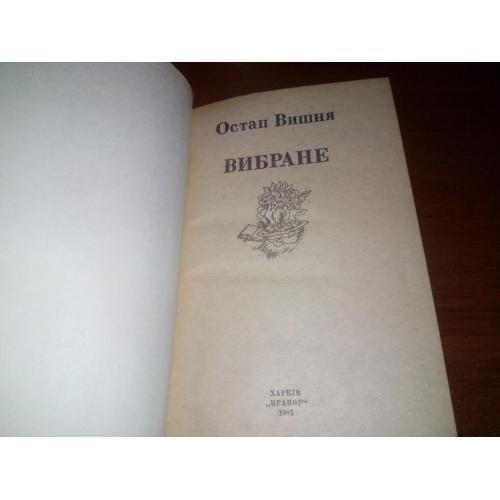 Остап Вишня
ВИБРАНЕ
ХАРКІВ
„ПРАПОР“
1981